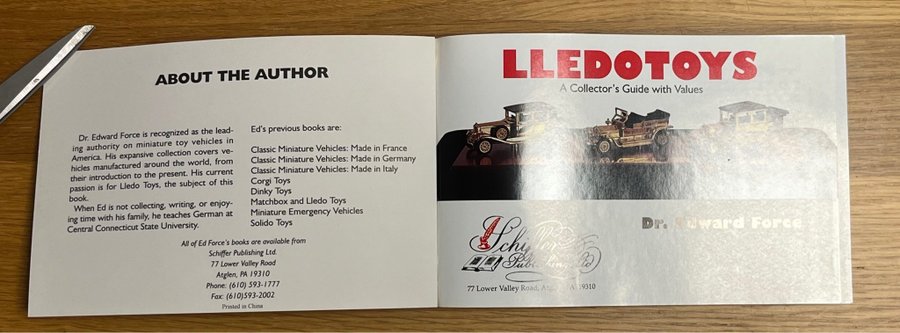 ABOUT THE AUTHOR
Dr. Edward Force is recognized as the lead-
ing authority on miniature toy vehicles in
America. His expansive collection covers ve-
hicles manufactured around the world, from
their introduction to the present. His current
passion is for Lledo Toys, the subject of this
book.
When Ed is not collecting, writing, or enjoy-
ing time with his family, he teaches German at
Central Connecticut State University.
Ed's previous books are:
Classic Miniature Vehicles: Made in France
Classic Miniature Vehicles: Made in Germany
Classic Miniature Vehicles: Made in Italy
Corgi Toys
Dinky Toys
Matchbox and Lledo Toys
Miniature Emergency Vehicles
Solido Toys
All of Ed Force's books are available from
Schiffer Publishing Ltd.
77 Lower Valley Road
Atglen, PA 19310
Phone: (610) 593-1777
Fax: (610)593-2002
Printed in China
LLEDOTOYS
A Collector's Guide with Values
Dr. Edward Force
Schiffer
Publishing Ltd
77 Lower Valley Road, Atglen, PA 19310